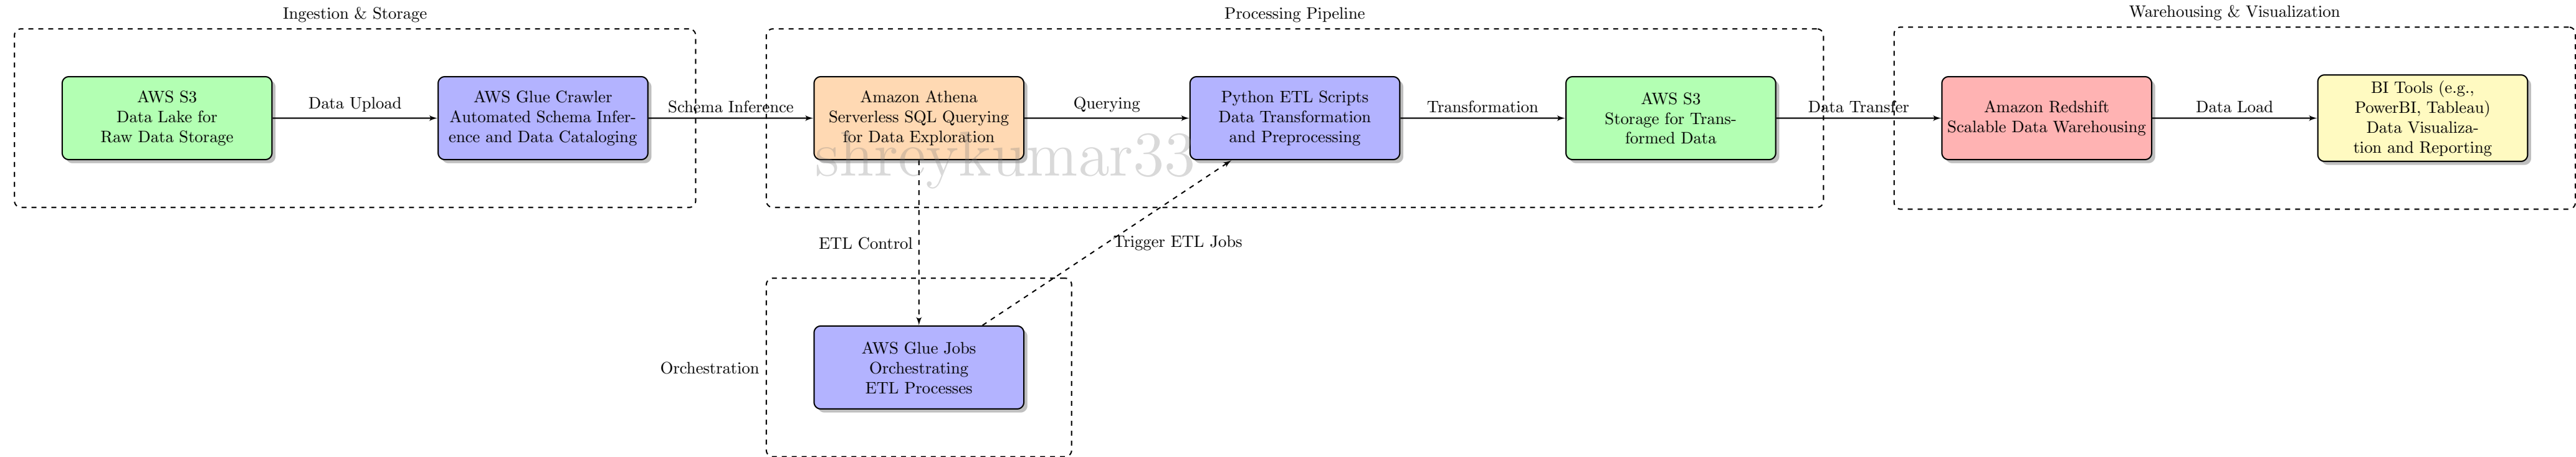 Ingestion & Storage
Processing Pipeline
Warehousing & Visualization
AWS S3
Data Lake for
Raw Data Storage
Data Upload
AWS Glue Crawler
Automated Schema Infer-
ence and Data Cataloging
Schema Inference
Amazon Athena
Serverless SQL Querying
for Data Exploration
Querying
Python ETL Scripts
Data Transformation
and Preprocessing
Transformation
AWS S3
Storage for Trans-
formed Data
Data Transfer
Amazon Redshift
Scalable Data Warehousing
Data Load
BI Tools (e.g.,
PowerBI, Tableau)
Data Visualiza-
tion and Reporting
shreykumar33
ETL Control
Trigger ETL Jobs
Orchestration
AWS Glue Jobs
Orchestrating
ETL Processes